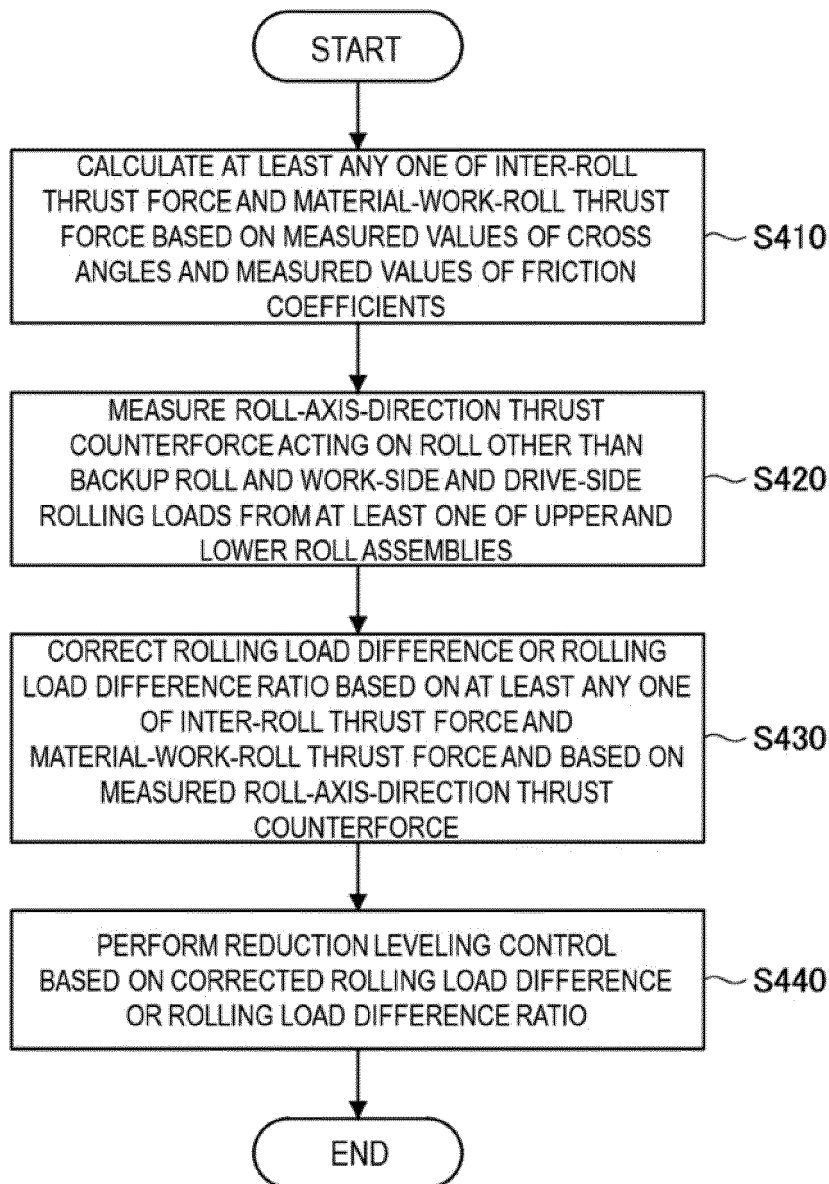 START
CALCULATE AT LEAST ANY ONE OF INTER-ROLL
THRUST FORCE AND MATERIAL-WORK-ROLL THRUST
FORCE BASED ON MEASURED VALUES OF CROSS
ANGLES AND MEASURED VALUES OF FRICTION
COEFFICIENTS
S410
MEASURE ROLL-AXIS-DIRECTION THRUST
COUNTERFORCE ACTING ON ROLL OTHER THAN
BACKUP ROLL AND WORK-SIDE AND DRIVE-SIDE
ROLLING LOADS FROM AT LEAST ONE OF UPPER AND
LOWER ROLL ASSEMBLIES
S420
CORRECT ROLLING LOAD DIFFERENCE OR ROLLING
LOAD DIFFERENCE RATIO BASED ON AT LEAST ANY ONE
OF INTER-ROLL THRUST FORCE AND
MATERIAL-WORK-ROLL THRUST FORCE AND BASED ON
MEASURED ROLL-AXIS-DIRECTION THRUST
COUNTERFORCE
S430
PERFORM REDUCTION LEVELING CONTROL
BASED ON CORRECTED ROLLING LOAD DIFFERENCE
OR ROLLING LOAD DIFFERENCE RATIO
S440
END